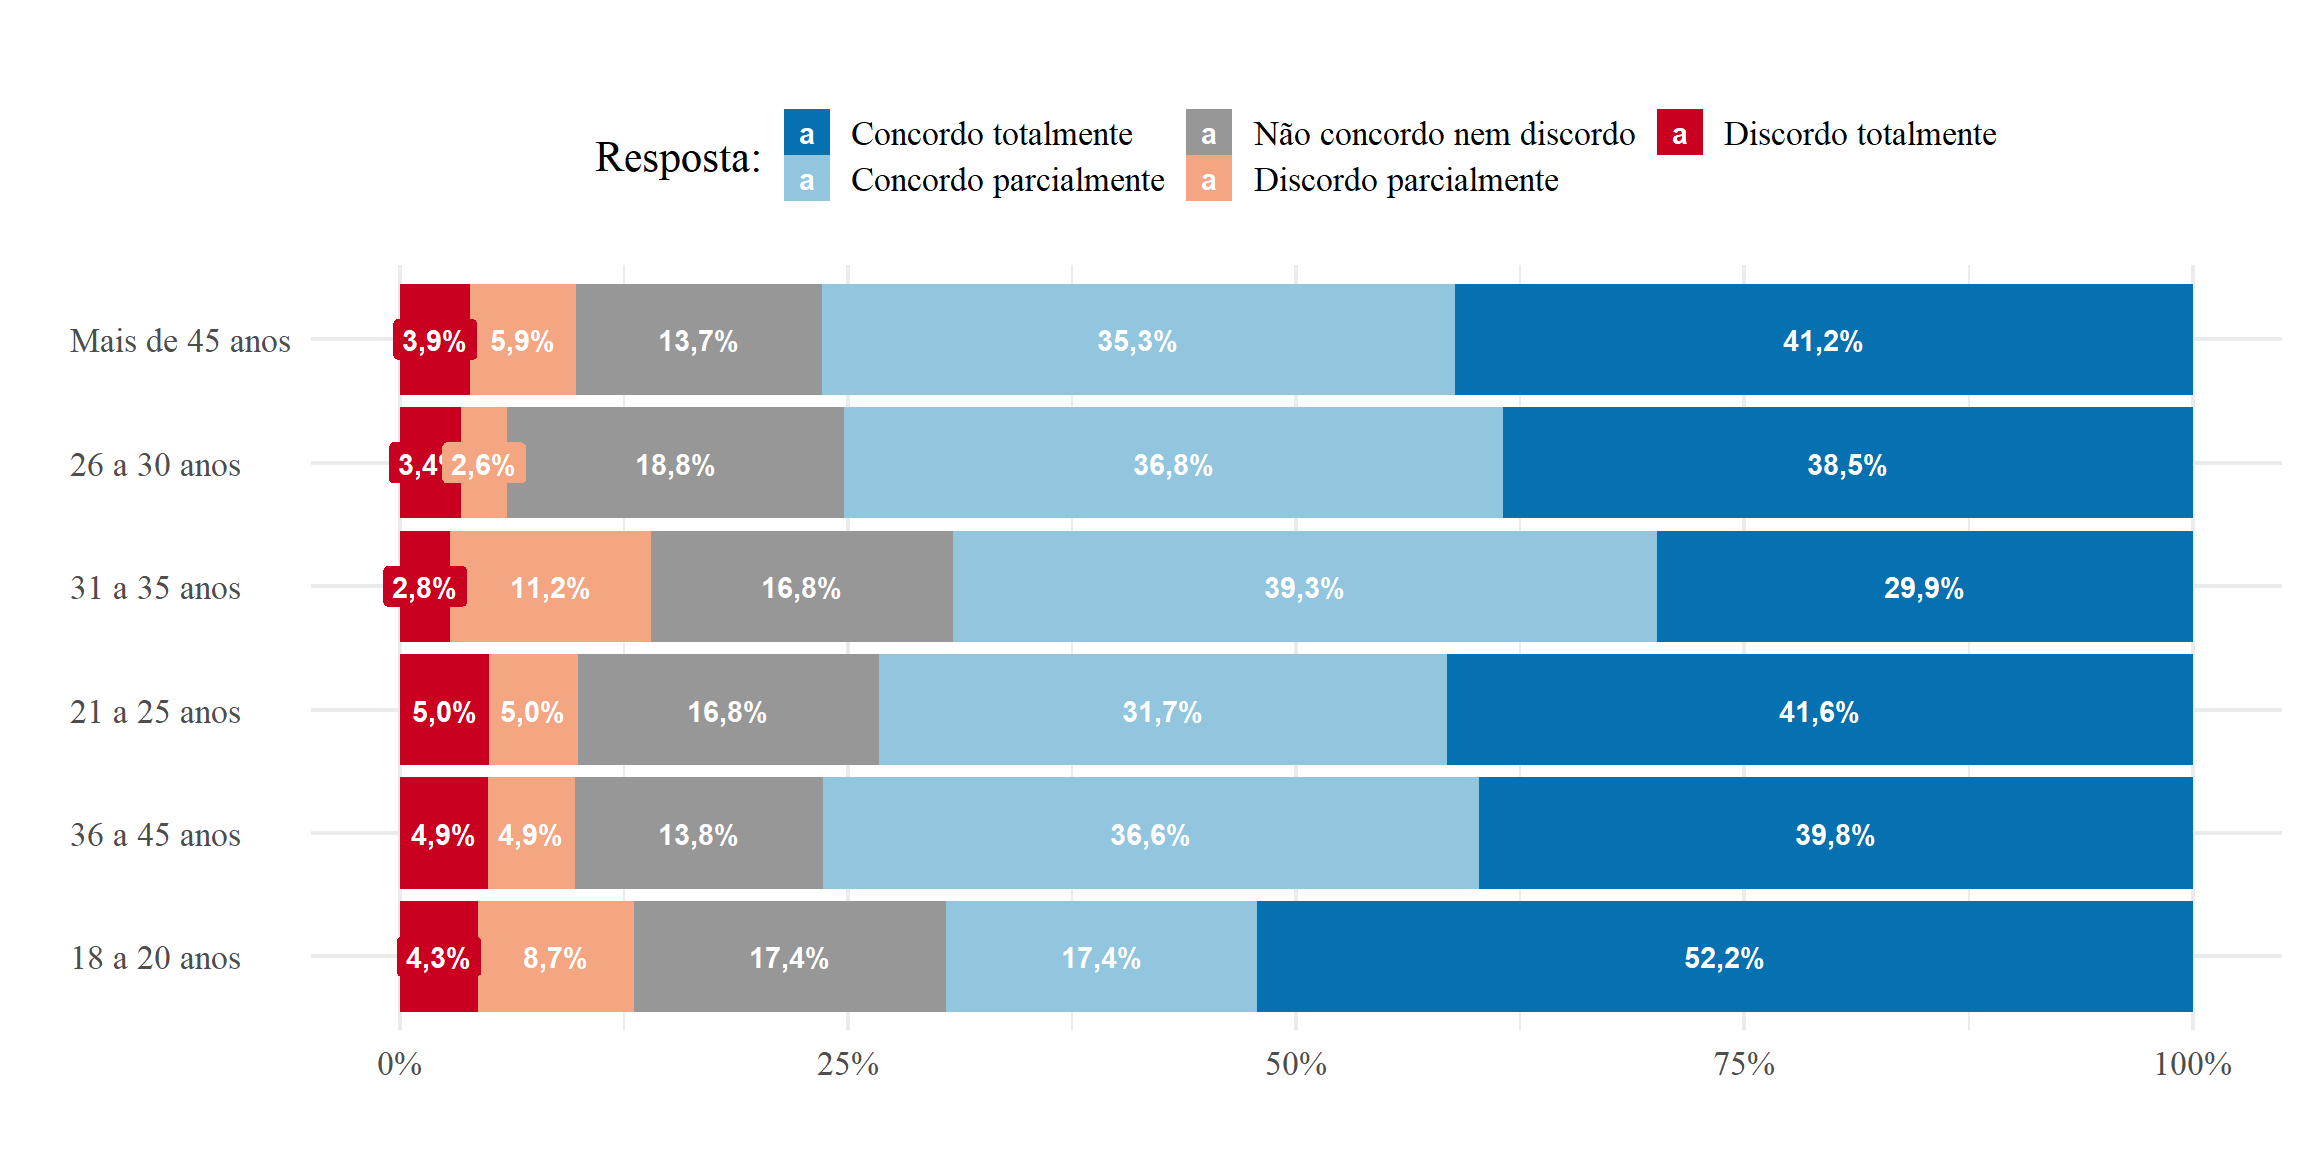 Resposta:
a Concordo totalmente
a Concordo parcialmente
a Não concordo nem discordo
a Discordo parcialmente
a Discordo totalmente
Mais de 45 anos 3,9% 5,9% 13,7% 35,3% 41,2%
26 a 30 anos 3,4% 2,6% 18,8% 36,8% 38,5%
31 a 35 anos 2,8% 11,2% 16,8% 39,3% 29,9%
21 a 25 anos 5,0% 5,0% 16,8% 31,7% 41,6%
36 a 45 anos 4,9% 4,9% 13,8% 36,6% 39,8%
18 a 20 anos 4,3% 8,7% 17,4% 17,4% 52,2%
0% 25% 50% 75% 100%